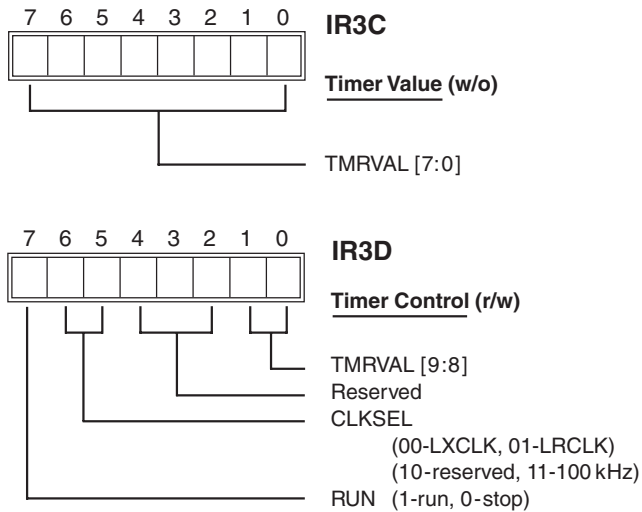 7 6 5 4 3 2 1 0 IR3C
Timer Value (w/o)
TMRVAL [7:0]
7 6 5 4 3 2 1 0 IR3D
Timer Control (r/w)
TMRVAL [9:8]
Reserved
CLKSEL
(00-LXCLK, 01-LRCLK)
(10-reserved, 11-100 kHz)
RUN (1-run, 0-stop)